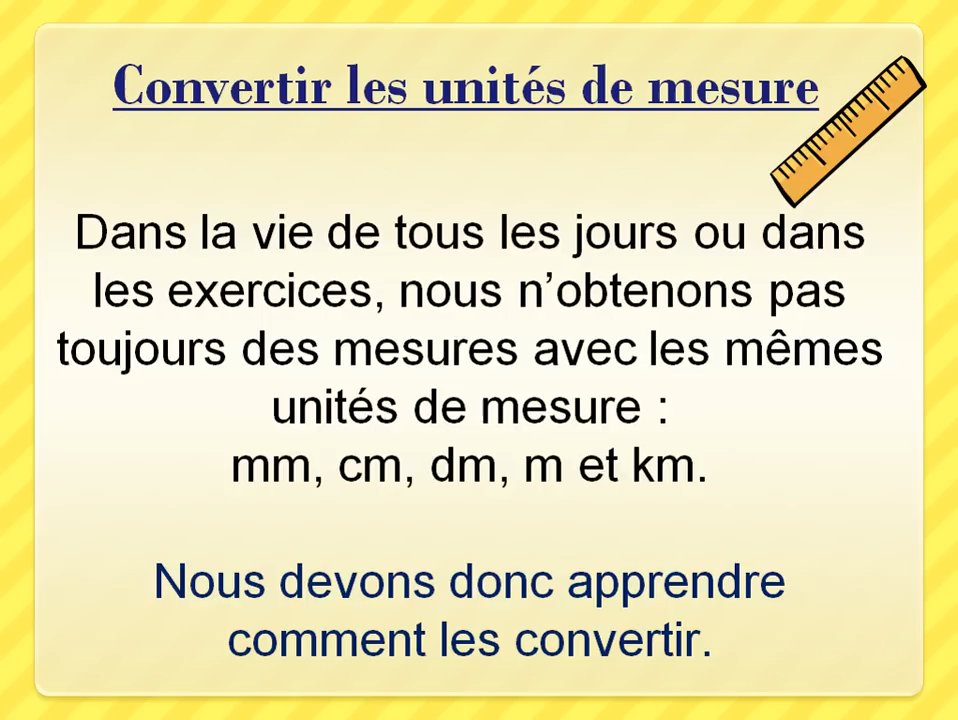 Convertir les unités de mesure
Dans la vie de tous les jours ou dans
les exercices, nous n’obtenons pas
toujours des mesures avec les mêmes
unités de mesure :
mm, cm, dm, m et km.
Nous devons donc apprendre
comment les convertir.